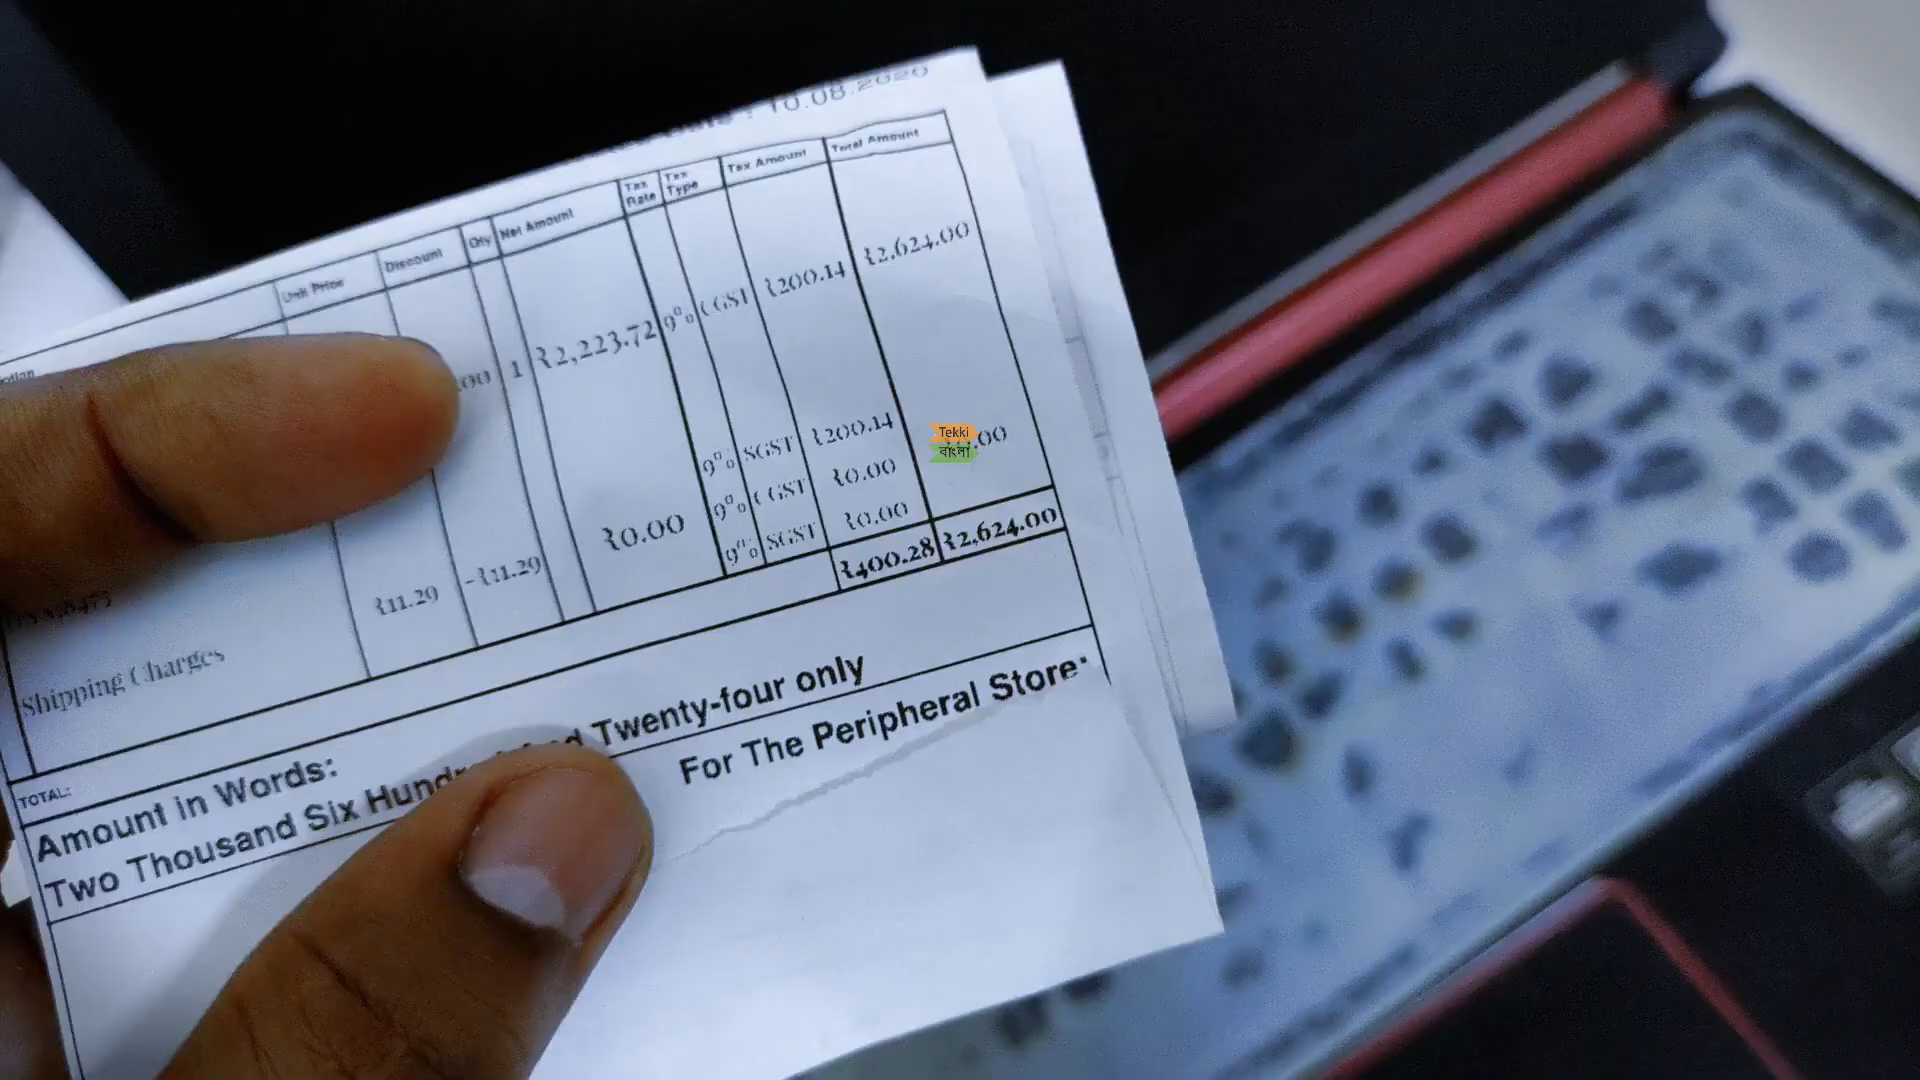 10.08.2020
Unit Price Discount Qty Net Amount Tax Rate Tax Type Tax Amount Total Amount
00 1 ₹2,223.72 9% CGST ₹200.14 ₹2,624.00
9% SGST ₹200.14
Tekki
বাংলা
.00
9% CGST ₹0.00
₹0.00
9% SGST ₹0.00
Shipping Charges ₹11.29 -₹11.29
TOTAL: ₹400.28 ₹2,624.00
Amount in Words:
Two Thousand Six Twenty-four only
For The Peripheral Store: